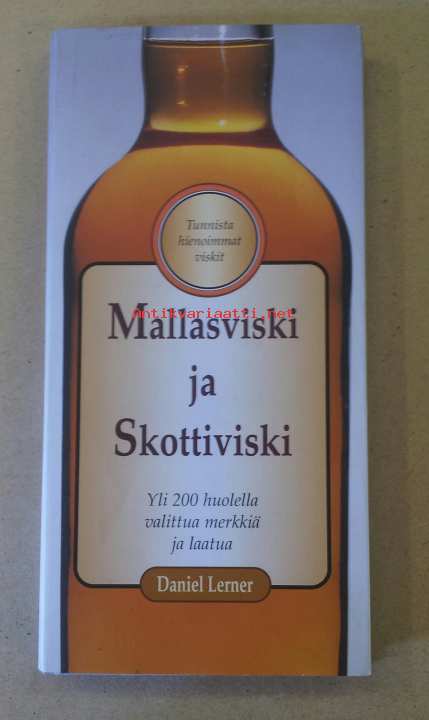 Tunnista
hienoimmat
viskit
antikvariaatti.net
Mallasviski
ja
Skottiviski
Yli 200 huolella
valittua merkkiä
ja laatua
Daniel Lerner